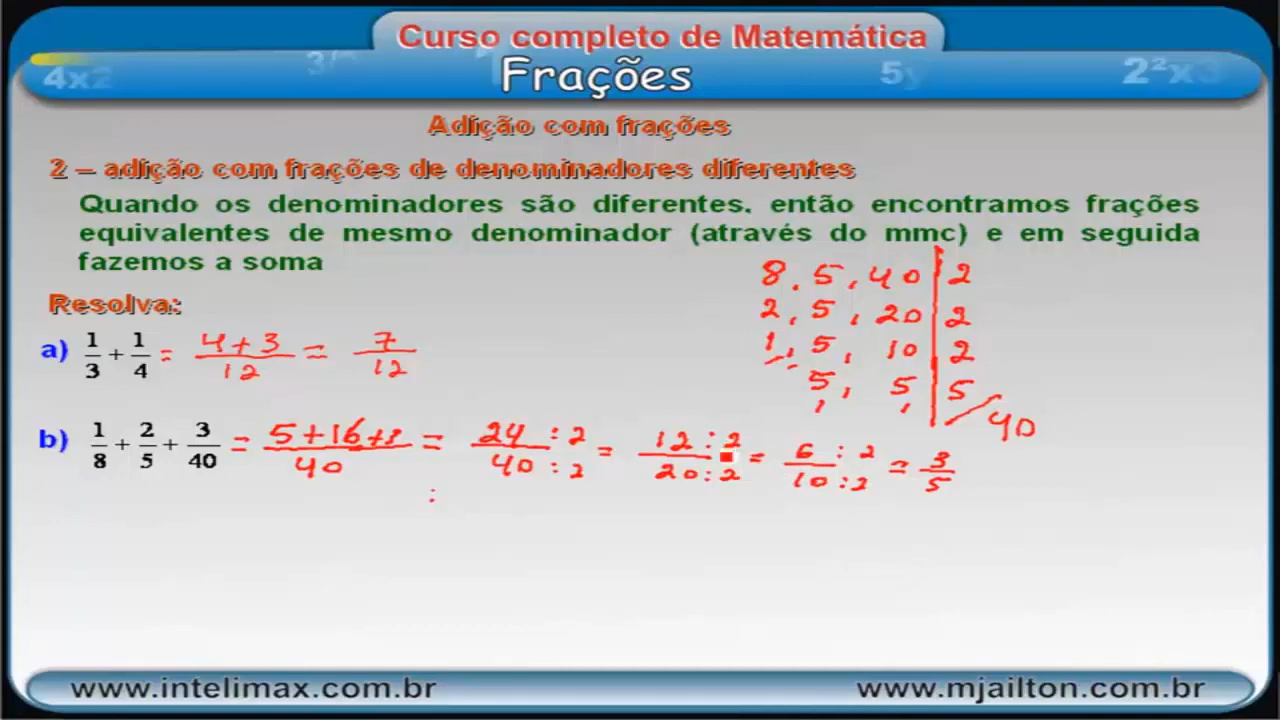 Curso completo de Matemática
4x2 3/ Frações 5y 2²x3
Adição com frações
2 – adição com frações de denominadores diferentes
Quando os denominadores são diferentes, então encontramos frações
equivalentes de mesmo denominador (através do mmc) e em seguida
fazemos a soma
8, 5, 40 | 2
2, 5, 20 | 2
1, 5, 10 | 2
5, 5 | 5
40
Resolva:
a) 1/3 + 1/4 = 4+3/12 = 7/12
b) 1/8 + 2/5 + 3/40 = 5+16+3/40 = 24:2/40:2 = 12:2/20:2 = 6:2/10:2 = 3/5
:
www.intelimax.com.br
www.mjailton.com.br